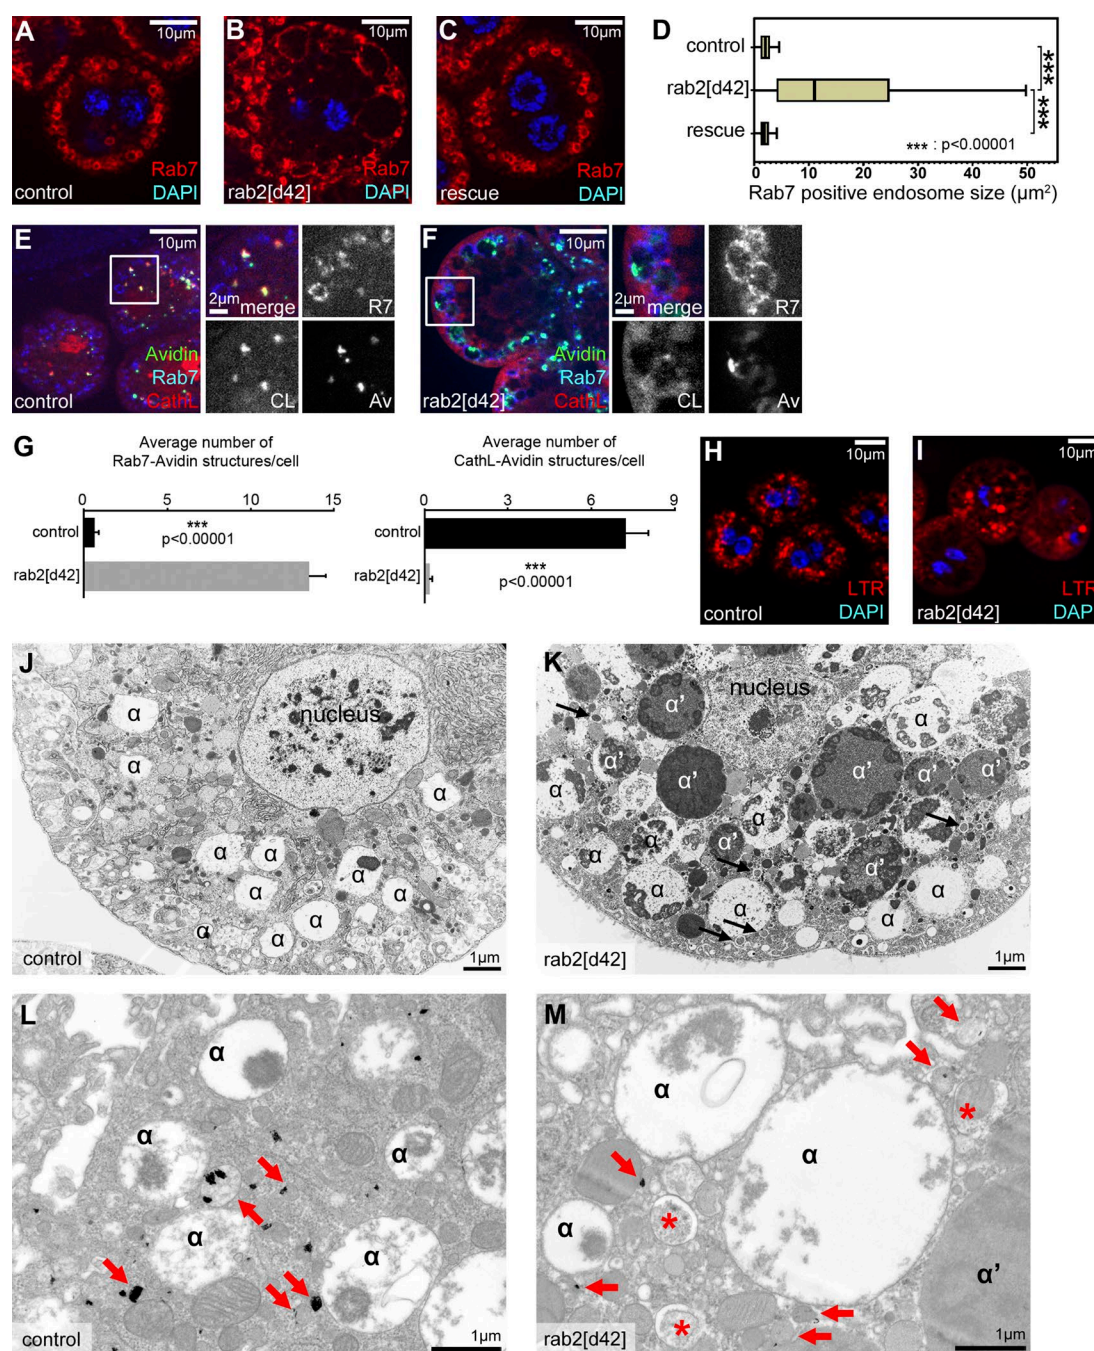 A
10µm
Rab7
control
DAPI
B
10µm
Rab7
rab2[d42]
DAPI
C
10µm
Rab7
rescue
DAPI
D
control
rab2[d42]
rescue
***
***
*** : p<0.00001
0 10 20 30 40 50
Rab7 positive endosome size (µm²)
E
10µm
Avidin
Rab7
control
CathL
2µm
merge
R7
CL
Av
F
10µm
Avidin
Rab7
rab2[d42]
CathL
2µm
merge
R7
CL
Av
G
Average number of
Rab7-Avidin structures/cell
0 5 10 15
control
***
p<0.00001
rab2[d42]
Average number of
CathL-Avidin structures/cell
0 3 6 9
control
rab2[d42]
***
p<0.00001
H
10µm
LTR
control
DAPI
I
10µm
LTR
rab2[d42]
DAPI
J
nucleus
α
α
α
α
α
α
α
α
α
α
α
α
control
1µm
K
nucleus
α'
α
α'
α'
α'
α'
α
α
α
α'
α
α'
α
α
α
α
rab2[d42]
1µm
L
α
α
α
α
α
control
1µm
M
α
*
α
α
*
α'
*
rab2[d42]
1µm